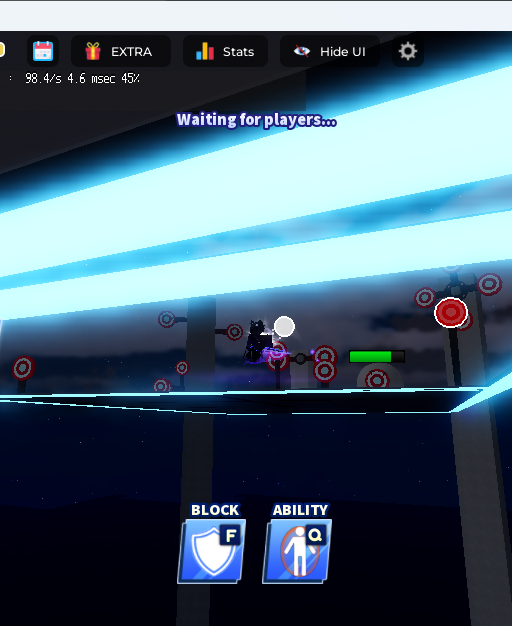 EXTRA
Stats
Hide UI
: 98.4/s 4.6 msec 45%
Waiting for players...
BLOCK
ABILITY
F
Q